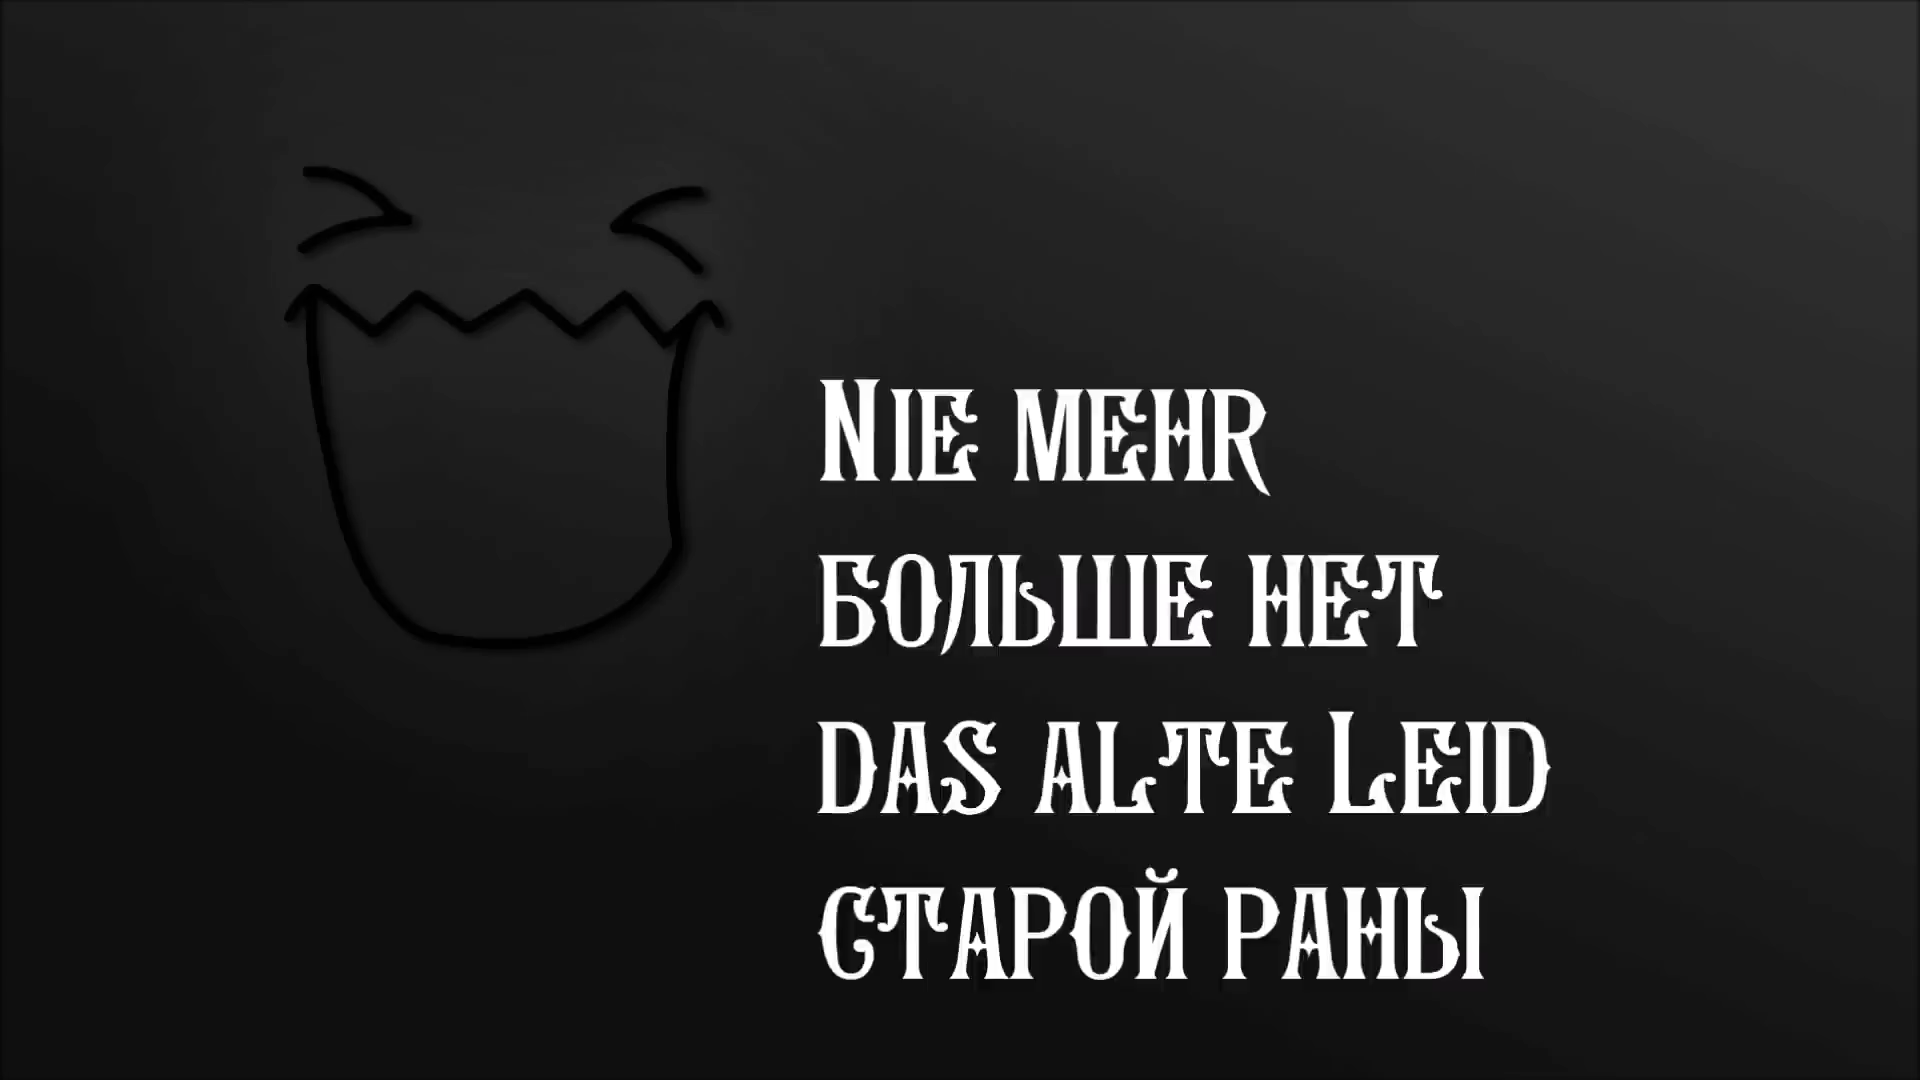 Nie mehr
больше нет
das alte Leid
старой раны